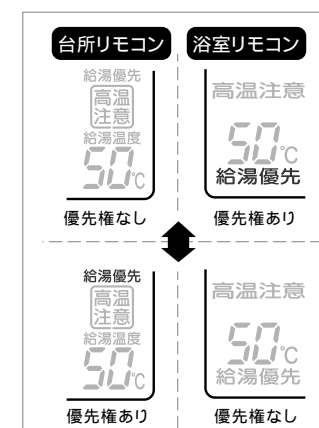 台所リモコン
浴室リモコン
給湯優先
高温
注意
給湯温度
50℃
優先権なし
高温注意
50℃
給湯優先
優先権あり
給湯優先
高温
注意
給湯温度
50℃
優先権あり
高温注意
50℃
給湯優先
優先権なし